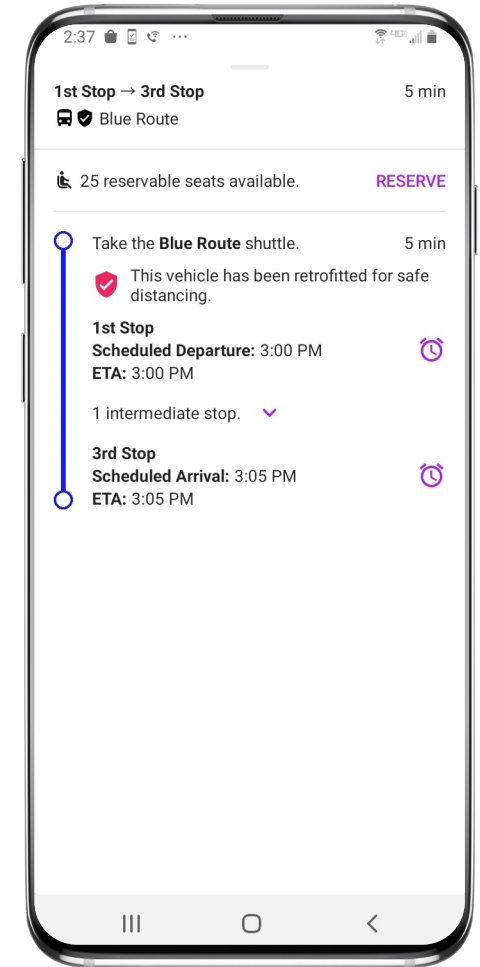 2:37
4GE
1st Stop → 3rd Stop
5 min
Blue Route
25 reservable seats available.
RESERVE
Take the Blue Route shuttle.
5 min
This vehicle has been retrofitted for safe
distancing.
1st Stop
Scheduled Departure: 3:00 PM
ETA: 3:00 PM
1 intermediate stop.
3rd Stop
Scheduled Arrival: 3:05 PM
ETA: 3:05 PM